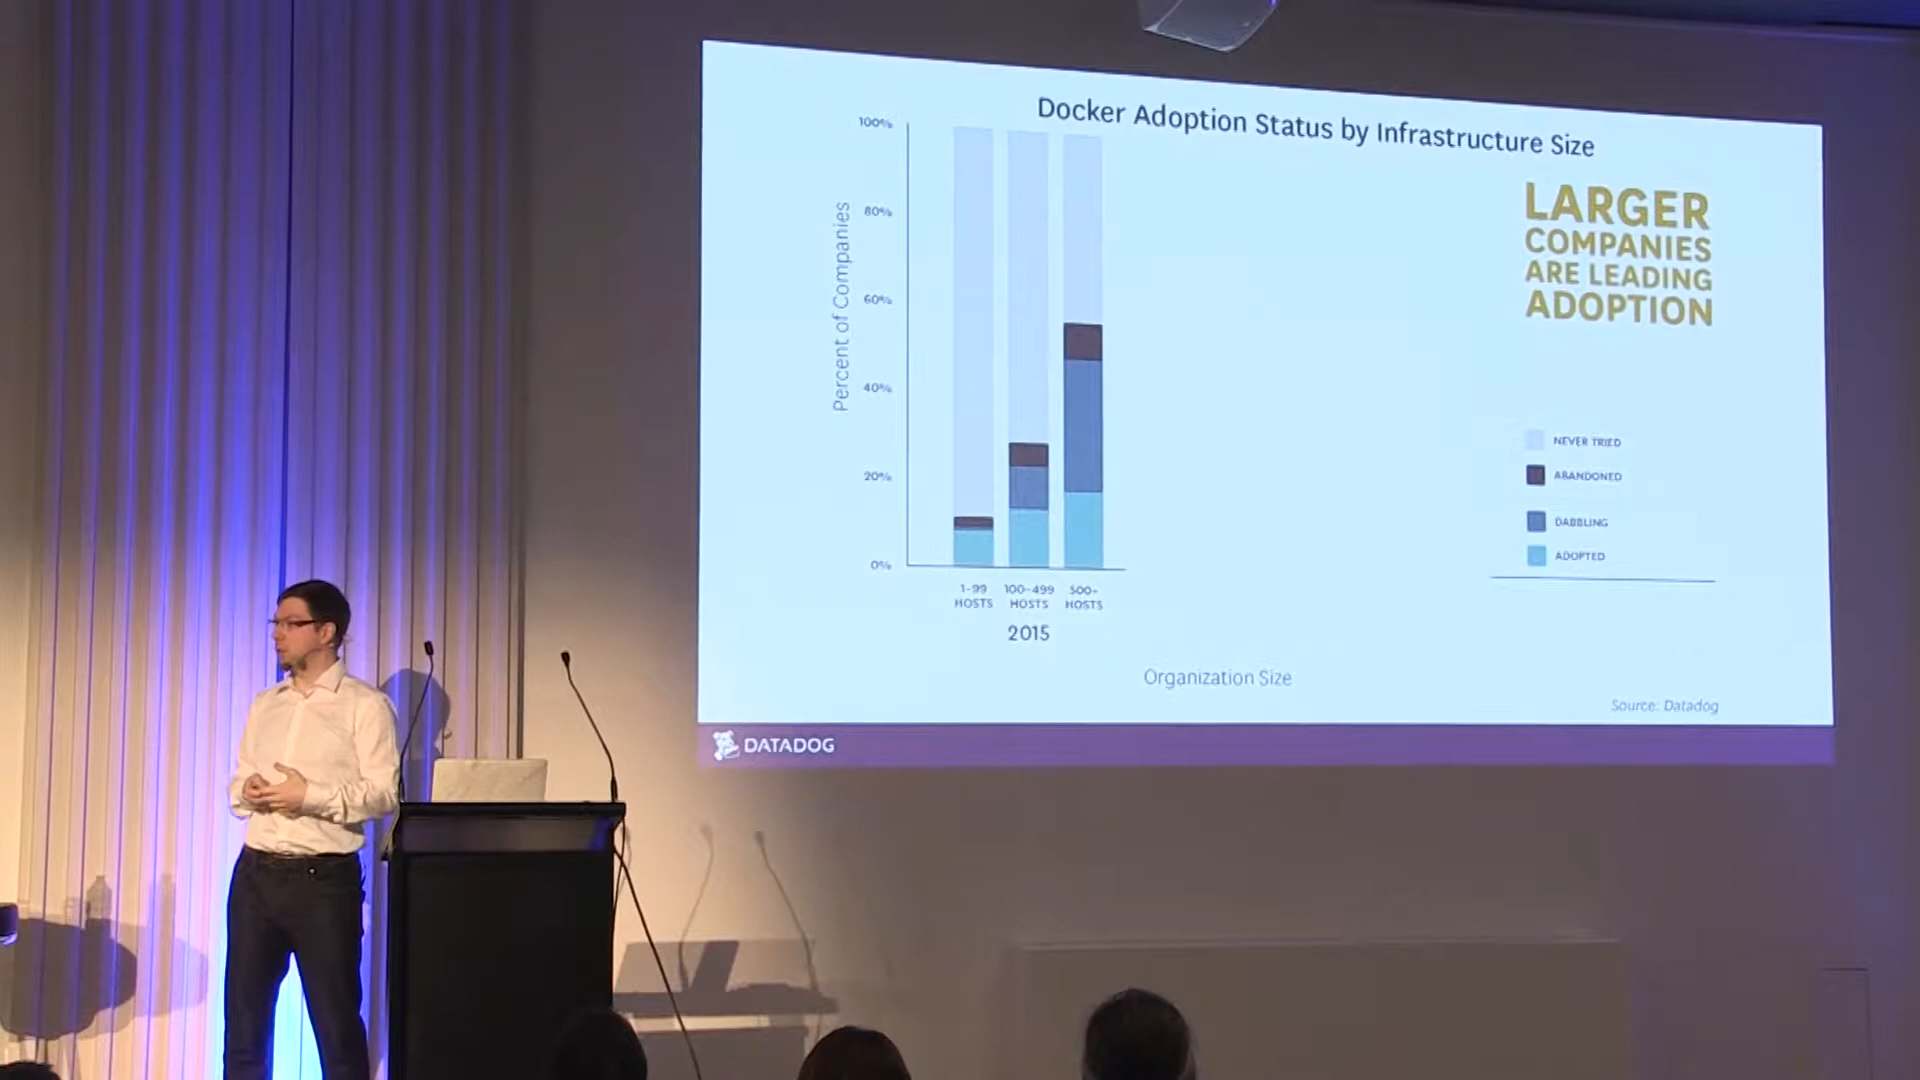 Docker Adoption Status by Infrastructure Size
LARGER
COMPANIES
ARE LEADING
ADOPTION
Percent of Companies
100%
80%
60%
40%
20%
0%
NEVER TRIED
ABANDONED
DABBLING
ADOPTED
1-99 100-499 500+
HOSTS HOSTS HOSTS
2015
Organization Size
Source: Datadog
DATADOG